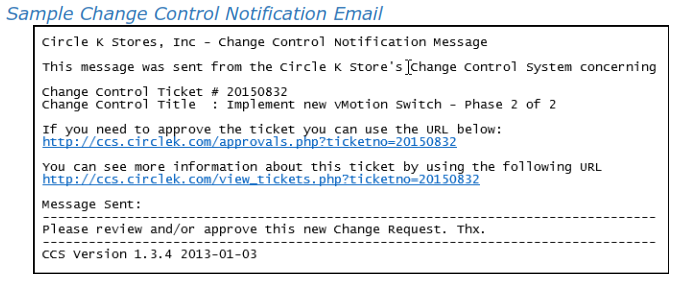 Sample Change Control Notification Email
Circle K Stores, Inc - Change Control Notification Message
This message was sent from the Circle K Store's Change Control System concerning
Change Control Ticket # 20150832
Change Control Title : Implement new vMotion Switch - Phase 2 of 2
If you need to approve the ticket you can use the URL below:
http://ccs.circlek.com/approvals.php?ticketno=20150832
You can see more information about this ticket by using the following URL
http://ccs.circlek.com/view_tickets.php?ticketno=20150832
Message Sent:
--------------------------------------------------------------------------------
Please review and/or approve this new Change Request. Thx.
--------------------------------------------------------------------------------
CCS Version 1.3.4 2013-01-03